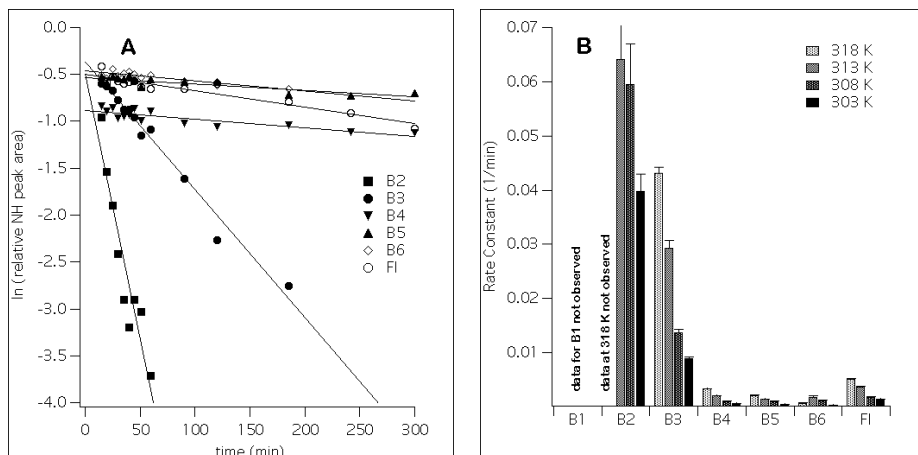 A
ln (relative NH peak area)
0.0
-0.5
-1.0
-1.5
-2.0
-2.5
-3.0
-3.5
-4.0
B2
B3
B4
B5
B6
FI
0
50
100
150
200
250
300
time (min)
B
Rate Constant (1/min)
0.07
0.06
0.05
0.04
0.03
0.02
0.01
318 K
313 K
308 K
303 K
data for B1 not observed
data at 318 K not observed
B1
B2
B3
B4
B5
B6
FI